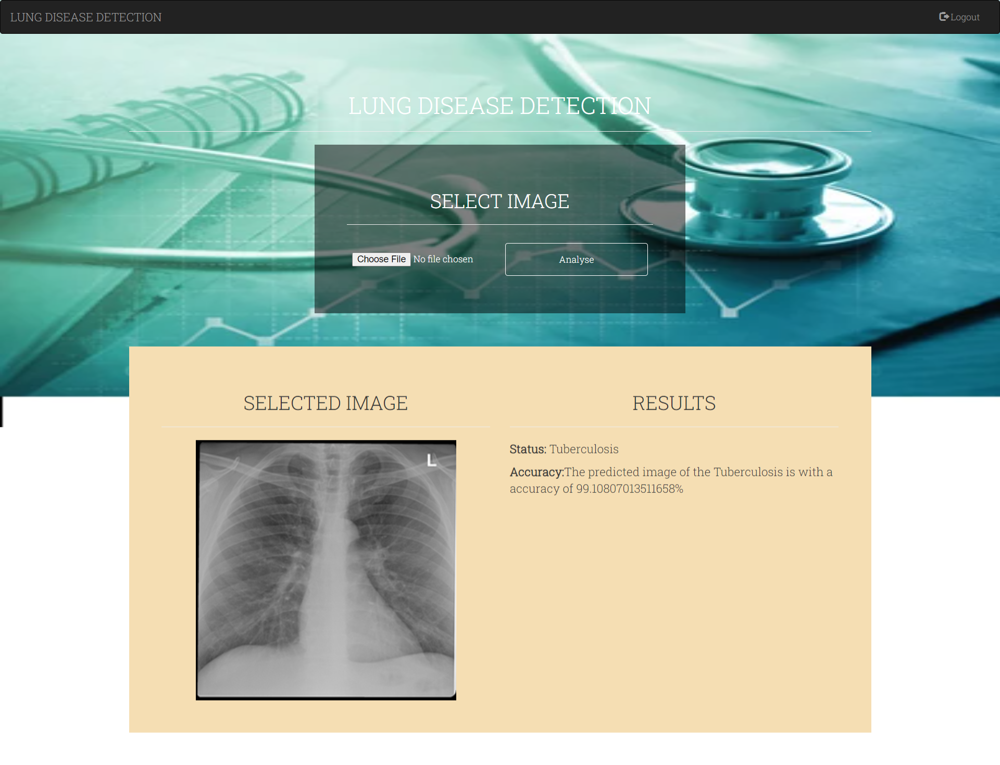 LUNG DISEASE DETECTION
Logout
LUNG DISEASE DETECTION
SELECT IMAGE
Choose File No file chosen
Analyse
SELECTED IMAGE
L
RESULTS
Status: Tuberculosis
Accuracy:The predicted image of the Tuberculosis is with a
accuracy of 99.10807013511658%